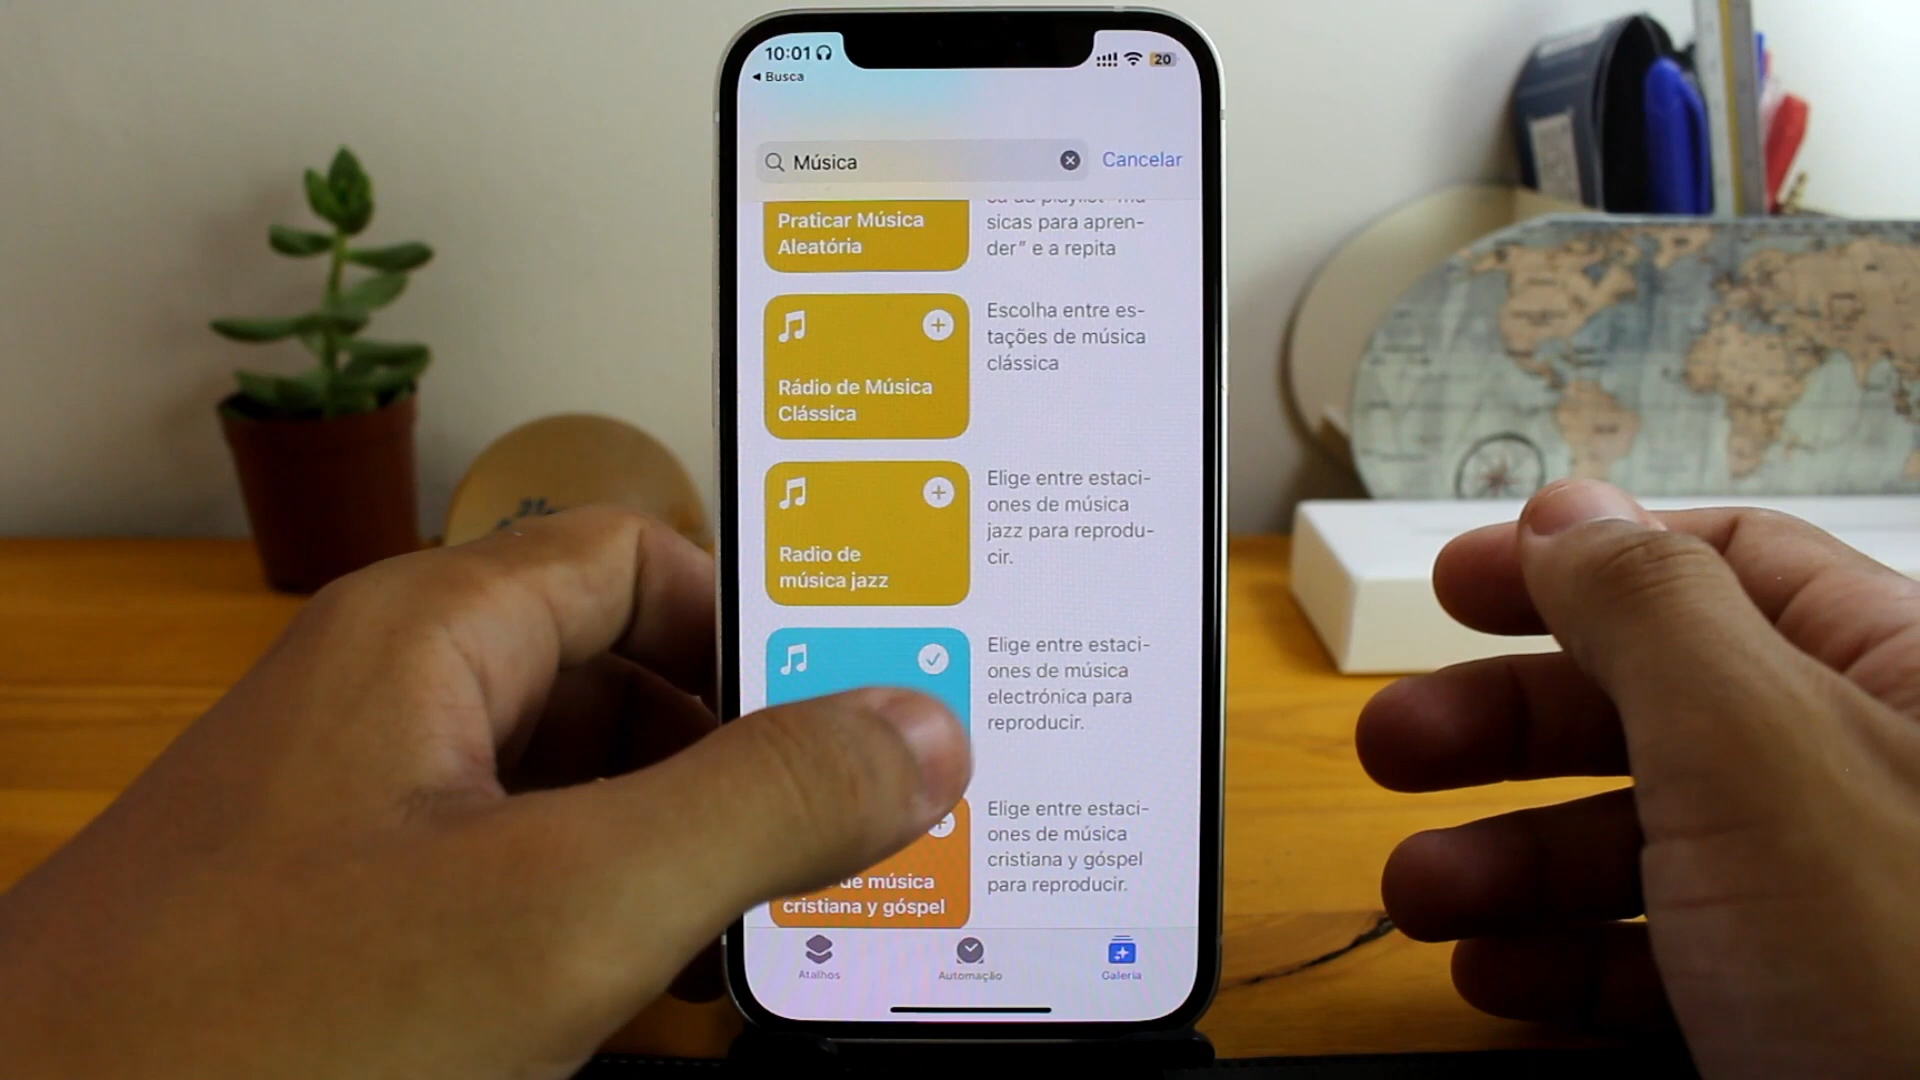 10:01
20
◂ Busca
Música
Cancelar
Praticar Música
Aleatória
sicas para apren-
der” e a repita
Rádio de Música
Clássica
Escolha entre es-
tações de música
clássica
Radio de
música jazz
Elige entre estaci-
ones de música
jazz para reprodu-
cir.
Elige entre estaci-
ones de música
electrónica para
reproducir.
de música
cristiana y góspel
Elige entre estaci-
ones de música
cristiana y góspel
para reproducir.
Atalhos
Automação
Galeria